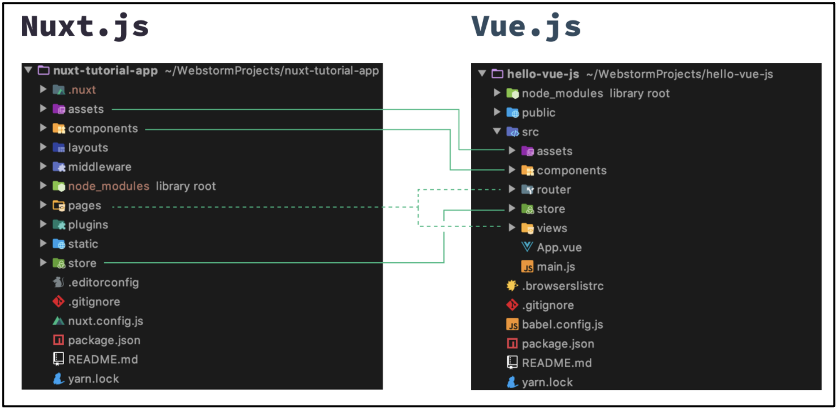 Nuxt.js
nuxt-tutorial-app ~/WebstormProjects/nuxt-tutorial-app
.nuxt
assets
components
layouts
middleware
node_modules library root
pages
plugins
static
store
.editorconfig
.gitignore
nuxt.config.js
package.json
README.md
yarn.lock
Vue.js
hello-vue-js ~/WebstormProjects/hello-vue-js
node_modules library root
public
src
assets
components
router
store
views
App.vue
main.js
.browserslistrc
.gitignore
babel.config.js
package.json
README.md
yarn.lock